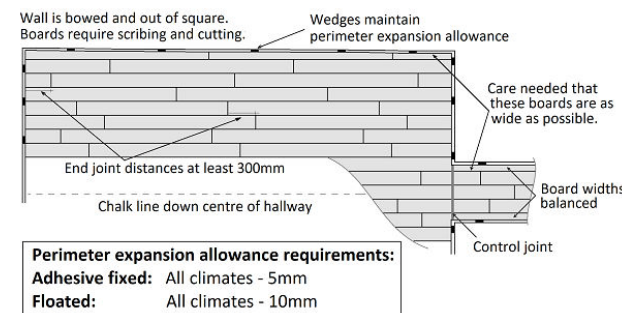 Wall is bowed and out of square.
Boards require scribing and cutting.
Wedges maintain
perimeter expansion allowance
Care needed that
these boards are as
wide as possible.
End joint distances at least 300mm
Board widths
balanced
Chalk line down centre of hallway
Control joint
Perimeter expansion allowance requirements:
Adhesive fixed: All climates - 5mm
Floated: All climates - 10mm